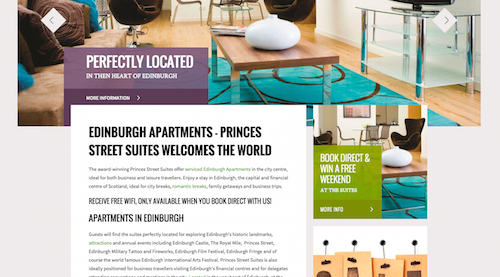 PERFECTLY LOCATED
IN THEN HEART OF EDINBURGH
MORE INFORMATION
EDINBURGH APARTMENTS - PRINCES
STREET SUITES WELCOMES THE WORLD
The award-winning Princes Street Suites offer serviced Edinburgh Apartments in the city centre,
ideal for both business and leisure travellers. Enjoy a stay in Edinburgh, the capital and financial
centre of Scotland, ideal for city breaks, romantic breaks, family getaways and business trips.
RECEIVE FREE WIFI, ONLY AVAILABLE WHEN YOU BOOK DIRECT WITH US!
APARTMENTS IN EDINBURGH
Guests will find the suites perfectly located for exploring Edinburgh's historic landmarks,
attractions and annual events including Edinburgh Castle, The Royal Mile, Princes Street,
Edinburgh Military Tattoo and Fireworks, Edinburgh Film Festival, Edinburgh Fringe and of
course the world famous Edinburgh International Arts Festival. Princes Street Suites is also
ideally positioned for business travellers visiting Edinburgh's financial centres and for delegates
BOOK DIRECT &
WIN A FREE
WEEKEND
AT THE SUITES
MORE INFO